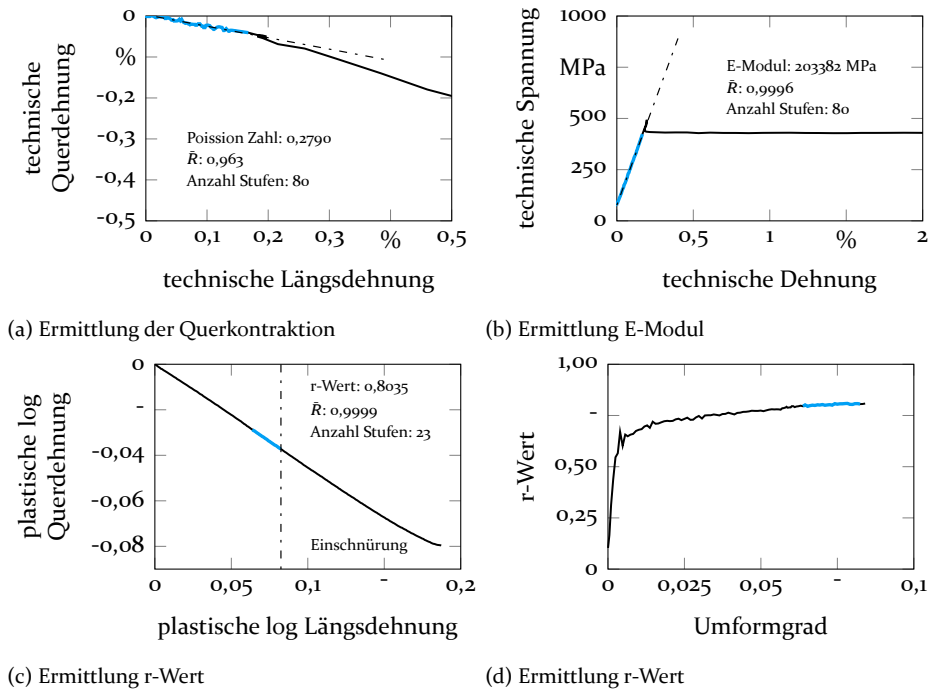 technische
Querdehnung
-0
%
-0,2
-0,3
-0,4
-0,5
0 0,1 0,2 0,3 % 0,5
technische Längsdehnung
Poission Zahl: 0,2790
R̄: 0,963
Anzahl Stufen: 80
(a) Ermittlung der Querkontraktion
technische Spannung
1000
MPa
500
250
0
0 0,5 1 % 2
technische Dehnung
E-Modul: 203382 MPa
R̄: 0,9996
Anzahl Stufen: 80
(b) Ermittlung E-Modul
plastische log
Querdehnung
0
-
-0,04
-0,06
-0,08
0 0,05 0,1 - 0,2
plastische log Längsdehnung
r-Wert: 0,8035
R̄: 0,9999
Anzahl Stufen: 23
Einschnürung
(c) Ermittlung r-Wert
r-Wert
1,00
-
0,50
0,25
0
0 0,025 0,05 - 0,1
Umformgrad
(d) Ermittlung r-Wert